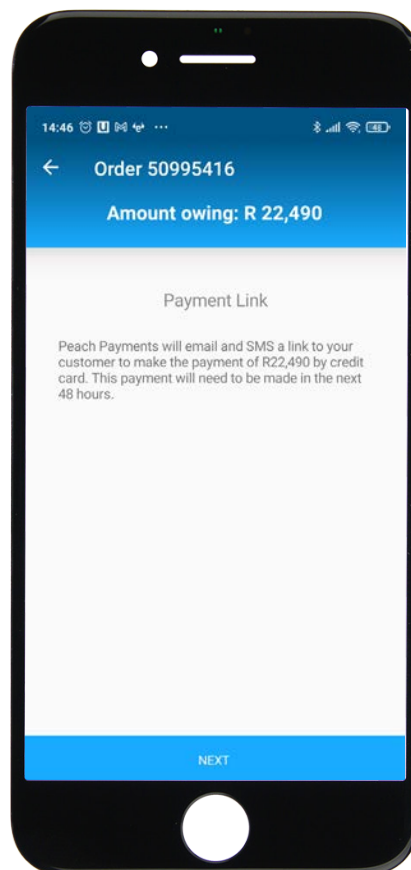 14:46
48
Order 50995416
Amount owing: R 22,490
Payment Link
Peach Payments will email and SMS a link to your
customer to make the payment of R22,490 by credit
card. This payment will need to be made in the next
48 hours.
NEXT